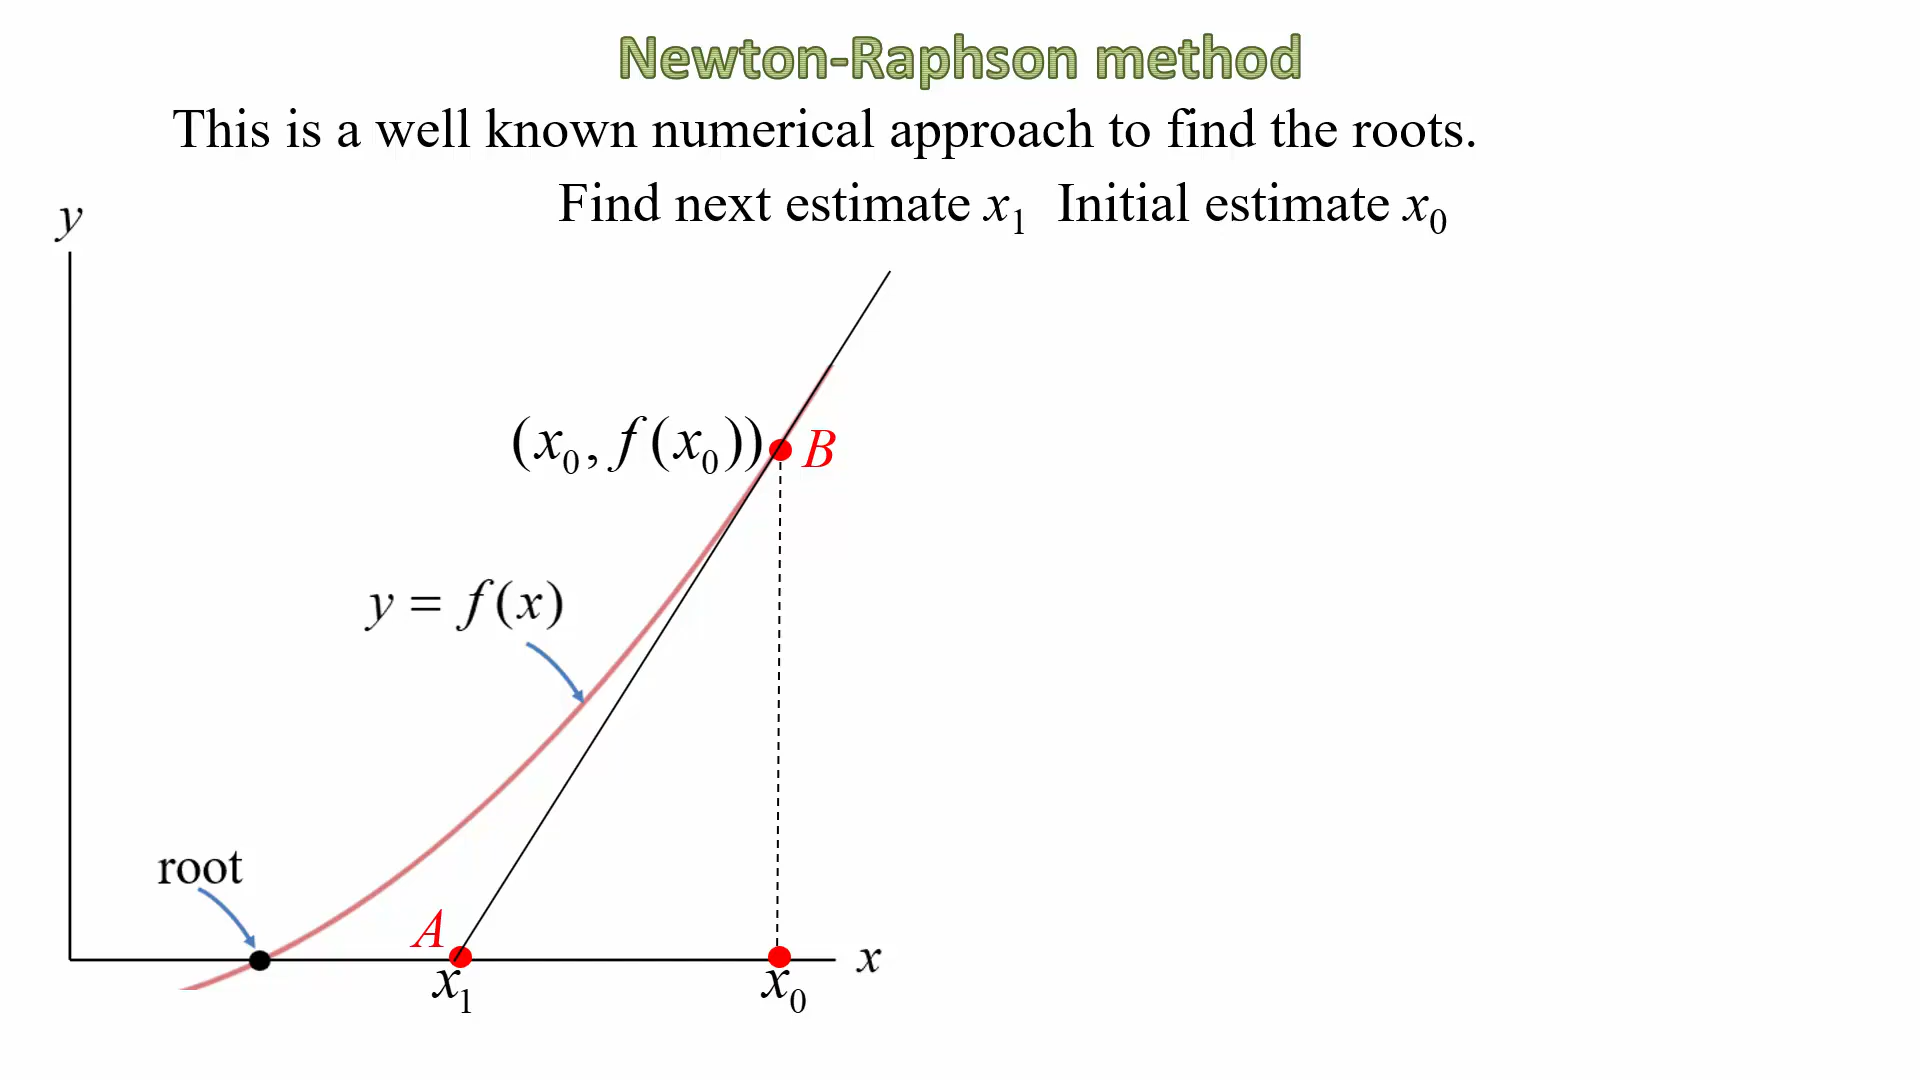 Newton-Raphson method
This is a well known numerical approach to find the roots.
Find next estimate x₁ Initial estimate x₀
y
(x₀, f(x₀)) B
y = f(x)
root
A
x
x₁ x₀